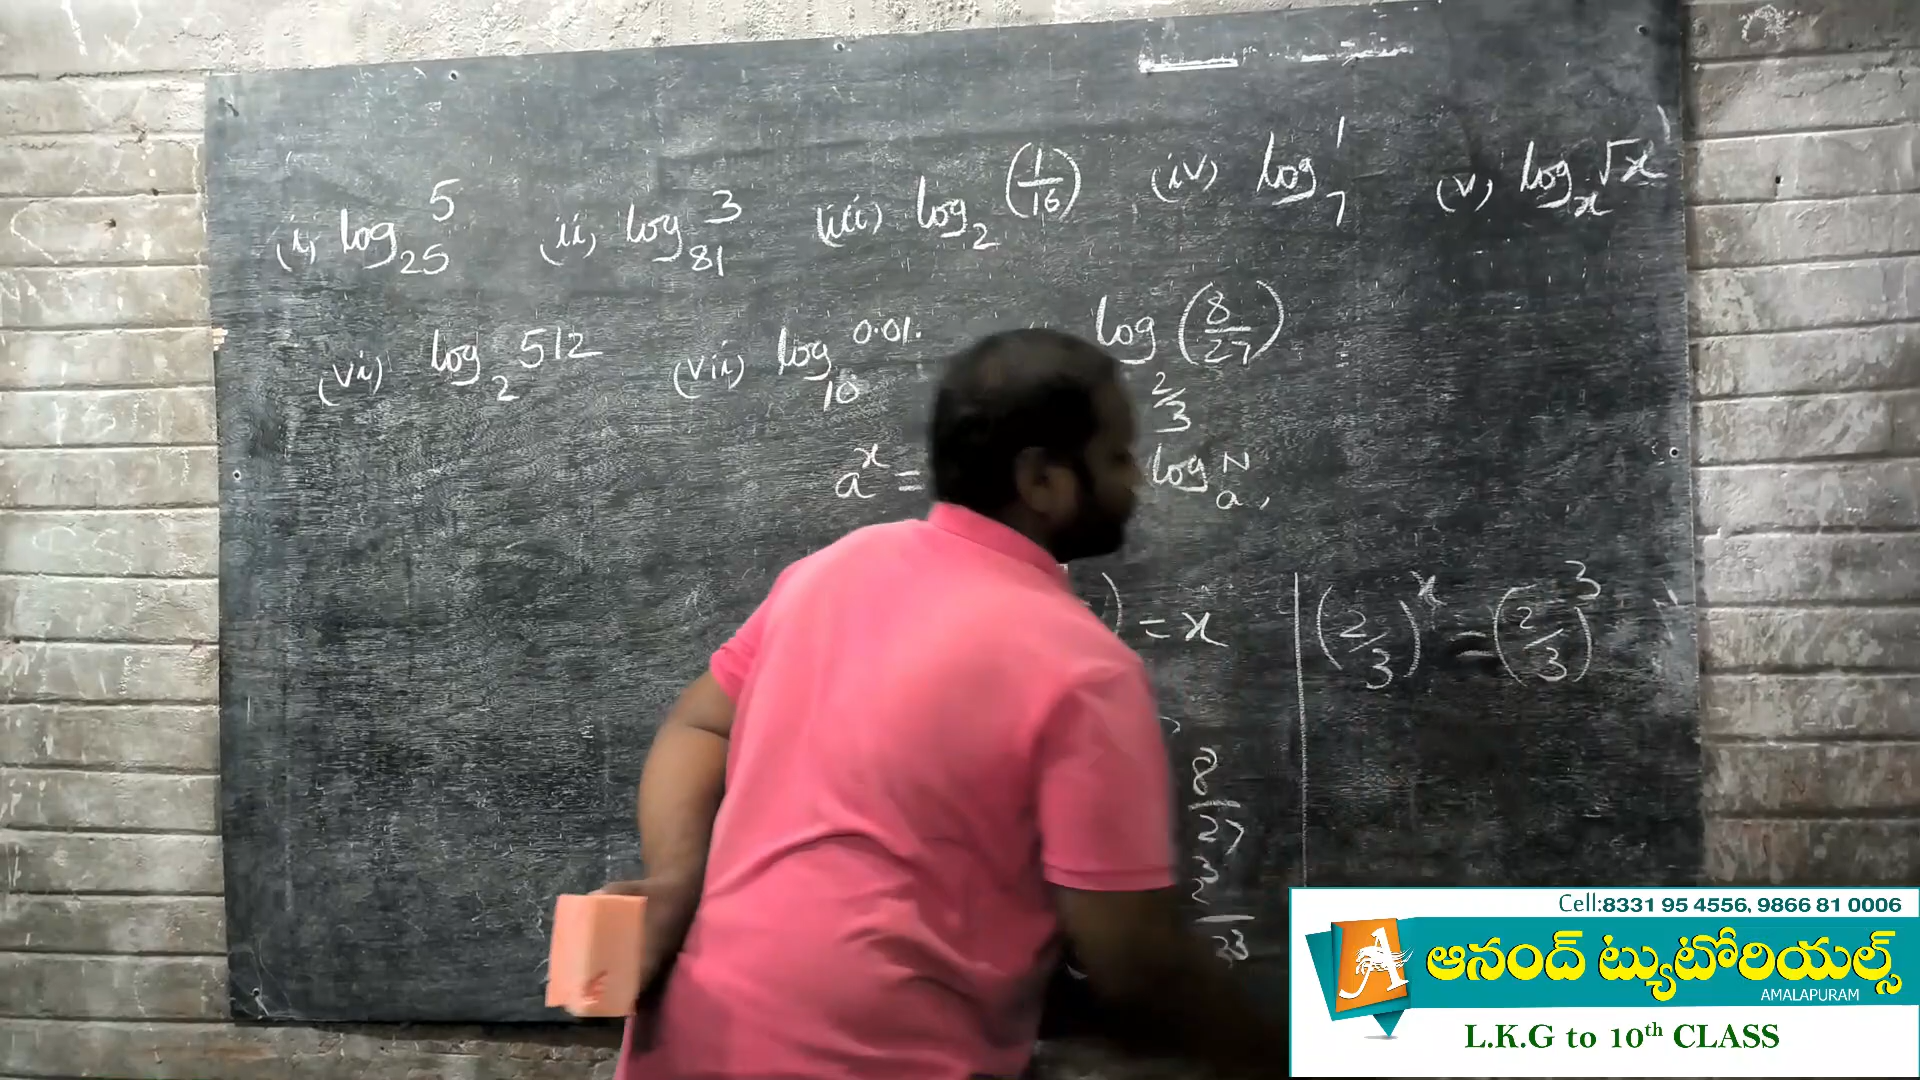 (i) log₂₅ 5 (ii) log₈₁ 3 (iii) log₂ (1/16) (iv) log₇ 1 (v) logₓ √x
(vi) log₂ 512 (vii) log₁₀ 0.01 log_{2/3} (8/27)
aˣ = logₐ N
) = x
8/27
(2/3)ˣ = (2/3)³
Cell:8331 95 4556, 9866 81 0006
A
ఆనంద్ ట్యుటోరియల్స్
AMALAPURAM
L.K.G to 10th CLASS